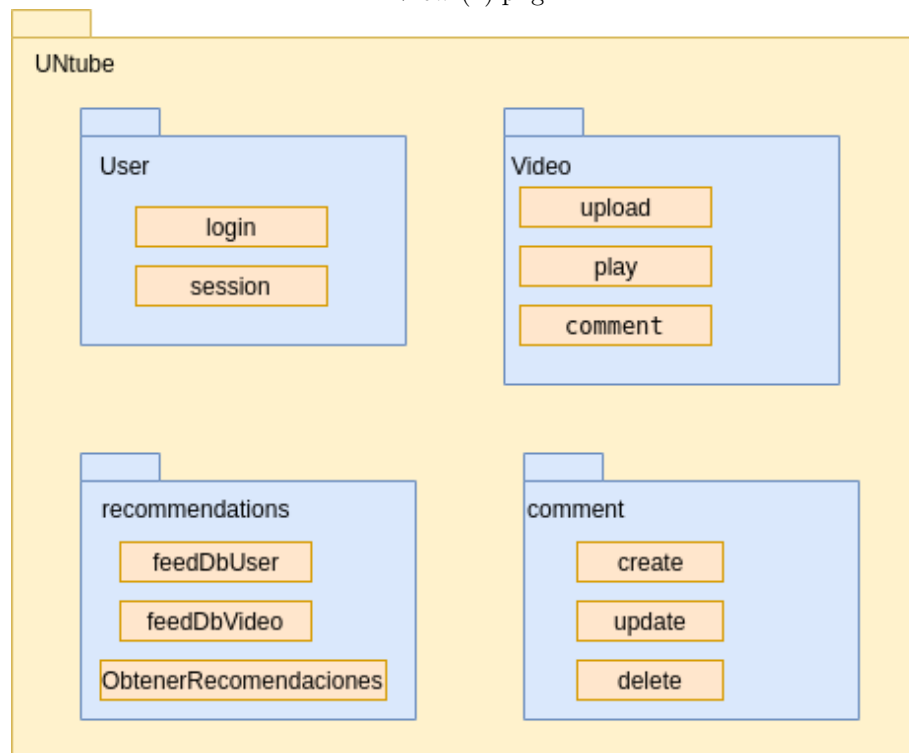 UNtube
User
login
session
Video
upload
play
comment
recommendations
feedDbUser
feedDbVideo
ObtenerRecomendaciones
comment
create
update
delete